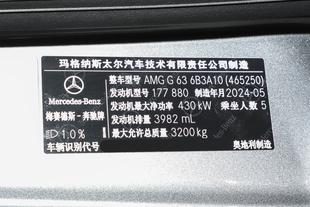 玛格纳斯太尔汽车技术有限责任公司制造
整车型号 AMG G 63 6B3A10 (465250)
发动机型号 177 880 制造年月 2024-05
发动机最大净功率 430 kW 乘坐人数 5
发动机排量 3982 mL
最大允许总质量 3200 kg
Mercedes-Benz
梅赛德斯-奔驰牌
1.0%
车辆识别代号
奥地利制造